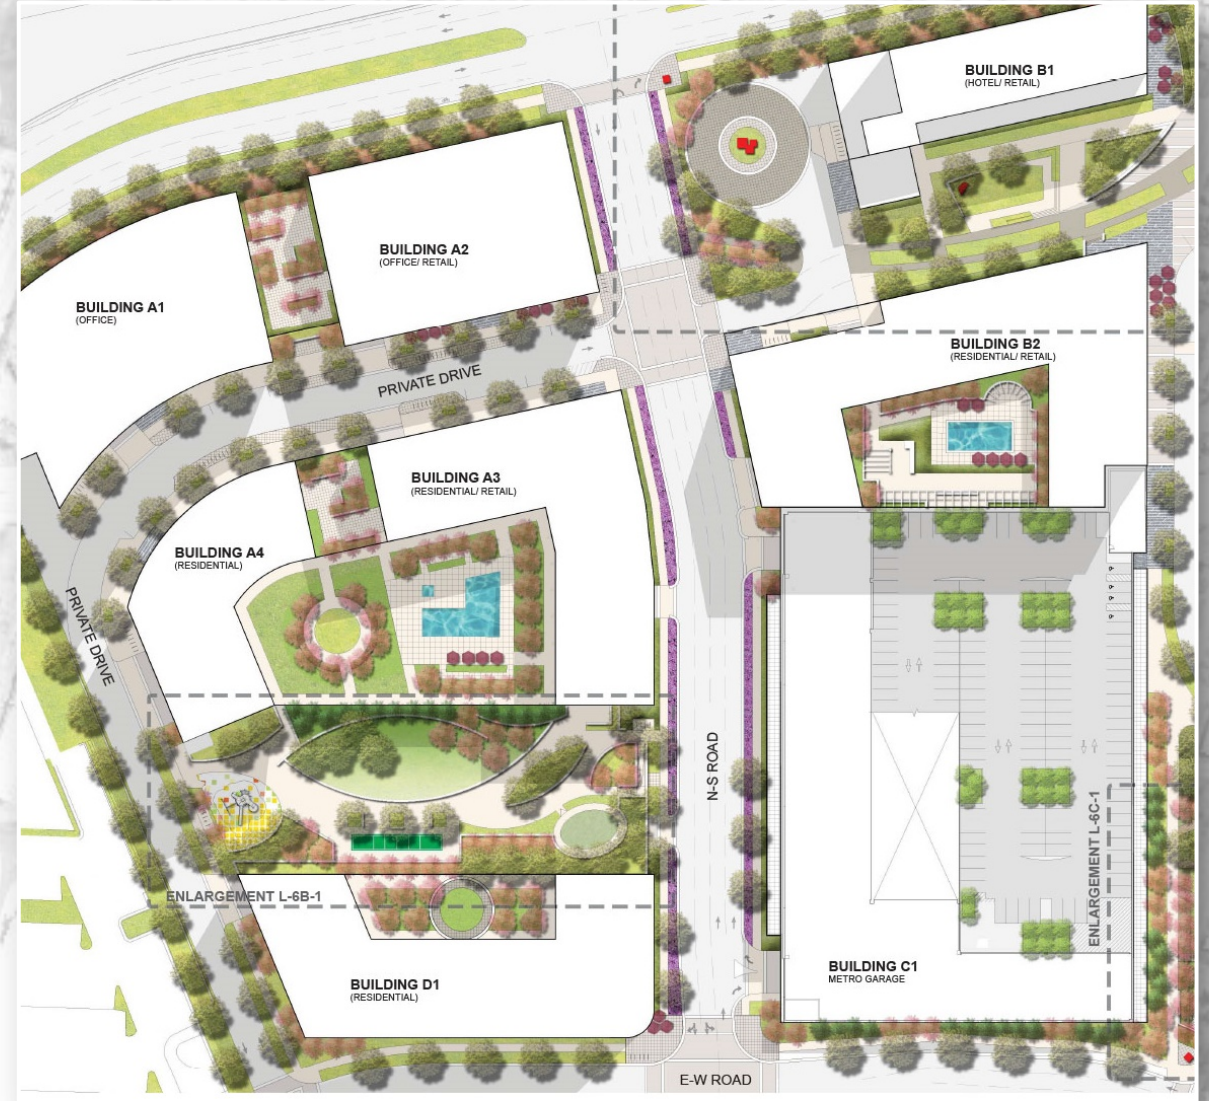 BUILDING B1
(HOTEL/ RETAIL)
BUILDING A2
(OFFICE/ RETAIL)
BUILDING A1
(OFFICE)
BUILDING B2
(RESIDENTIAL/ RETAIL)
PRIVATE DRIVE
BUILDING A3
(RESIDENTIAL/ RETAIL)
BUILDING A4
(RESIDENTIAL)
PRIVATE DRIVE
N-S ROAD
ENLARGEMENT L-6C-1
ENLARGEMENT L-6B-1
BUILDING C1
METRO GARAGE
BUILDING D1
(RESIDENTIAL)
E-W ROAD